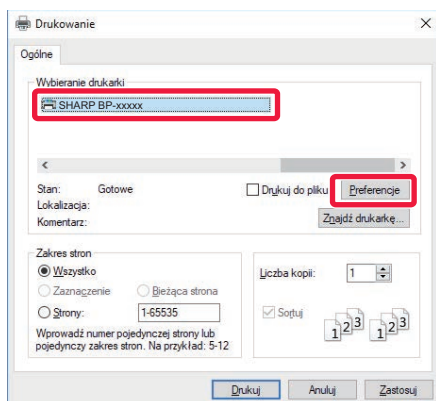 Drukowanie
Ogólne
Wybieranie drukarki
SHARP BP-xxxxx
Stan: Gotowe
Drukuj do pliku
Preferencje
Lokalizacja:
Komentarz:
Znajdź drukarkę...
Zakres stron
Wszystko
Liczba kopii: 1
Zaznaczenie
Bieżąca strona
Strony: 1-65535
Sortuj
Wprowadź numer pojedynczej strony lub
pojedynczy zakres stron. Na przykład: 5-12
1 2 3 1 2 3
Drukuj
Anuluj
Zastosuj